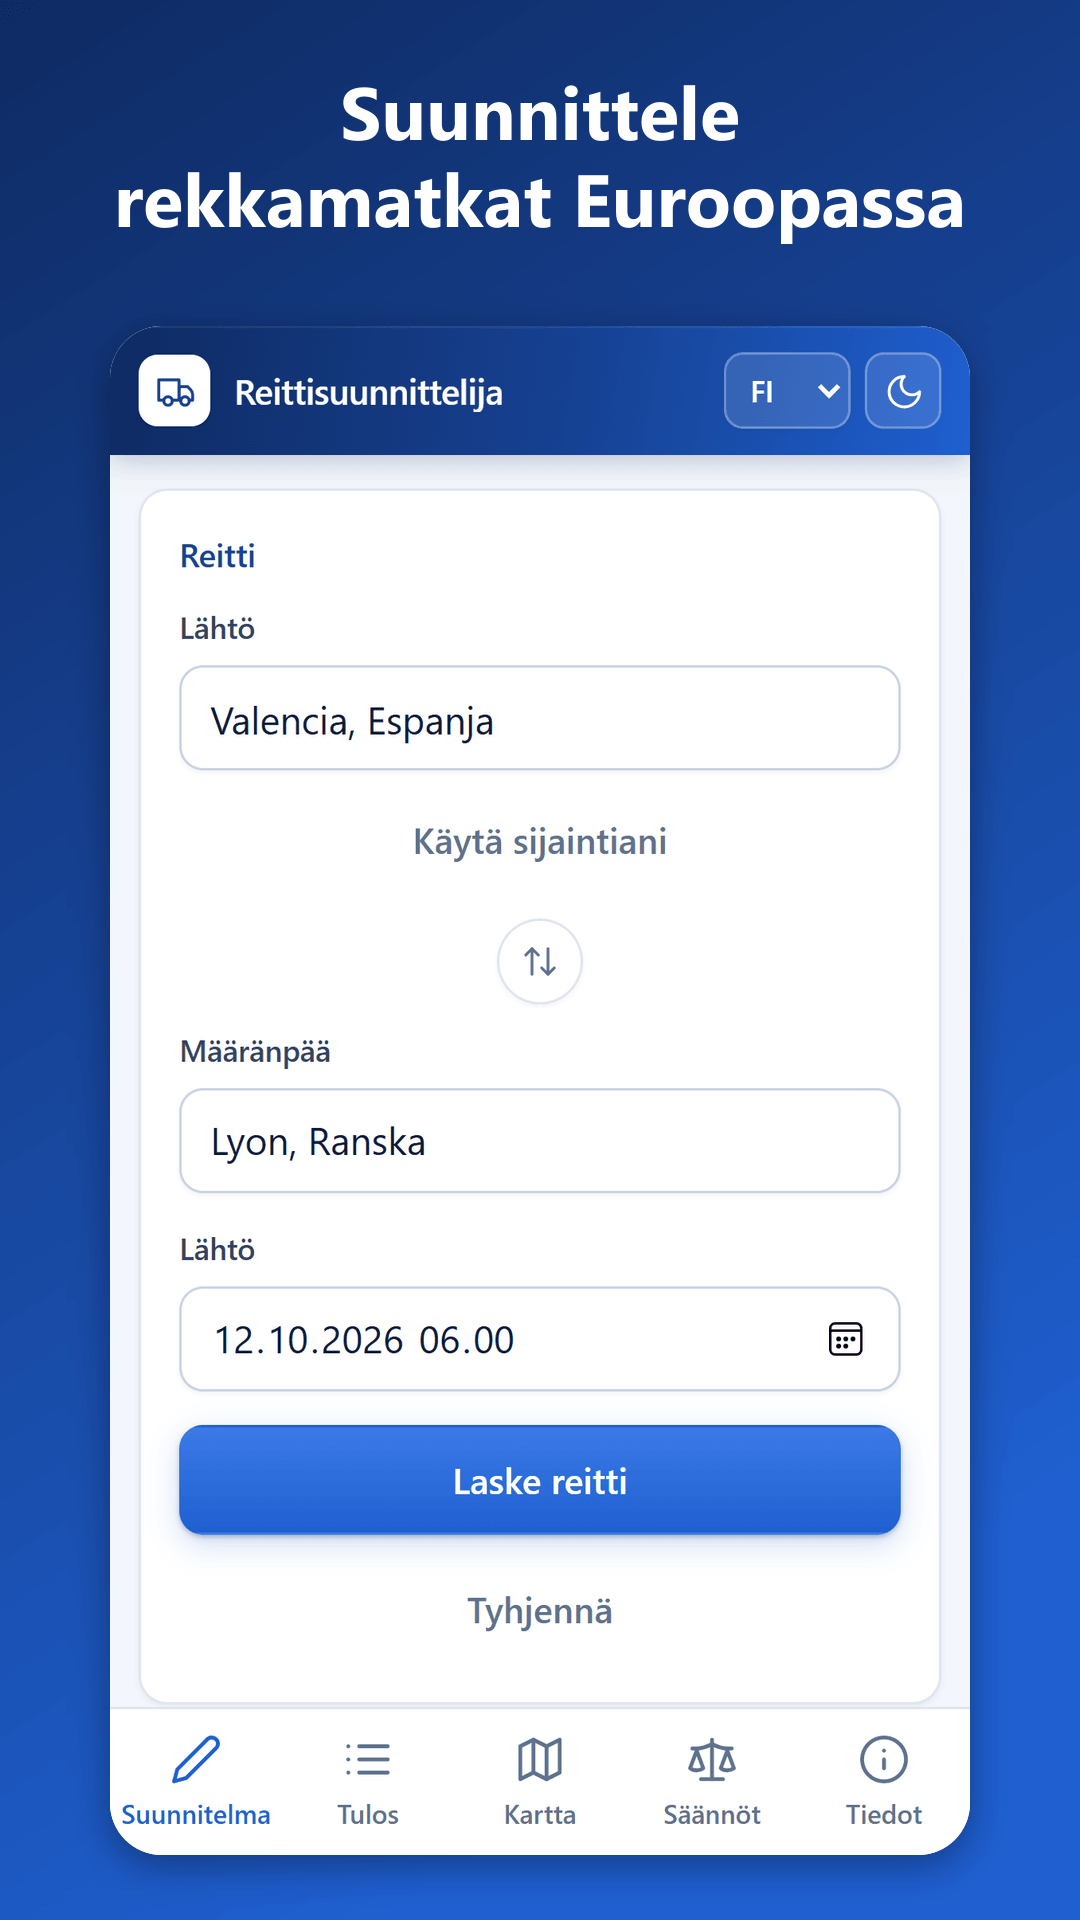 Suunnittele
rekkamatkat Euroopassa
Reittisuunnittelija
FI
Reitti
Lähtö
Valencia, Espanja
Käytä sijaintiani
Määränpää
Lyon, Ranska
Lähtö
12.10.2026 06.00
Laske reitti
Tyhjennä
Suunnitelma
Tulos
Kartta
Säännöt
Tiedot